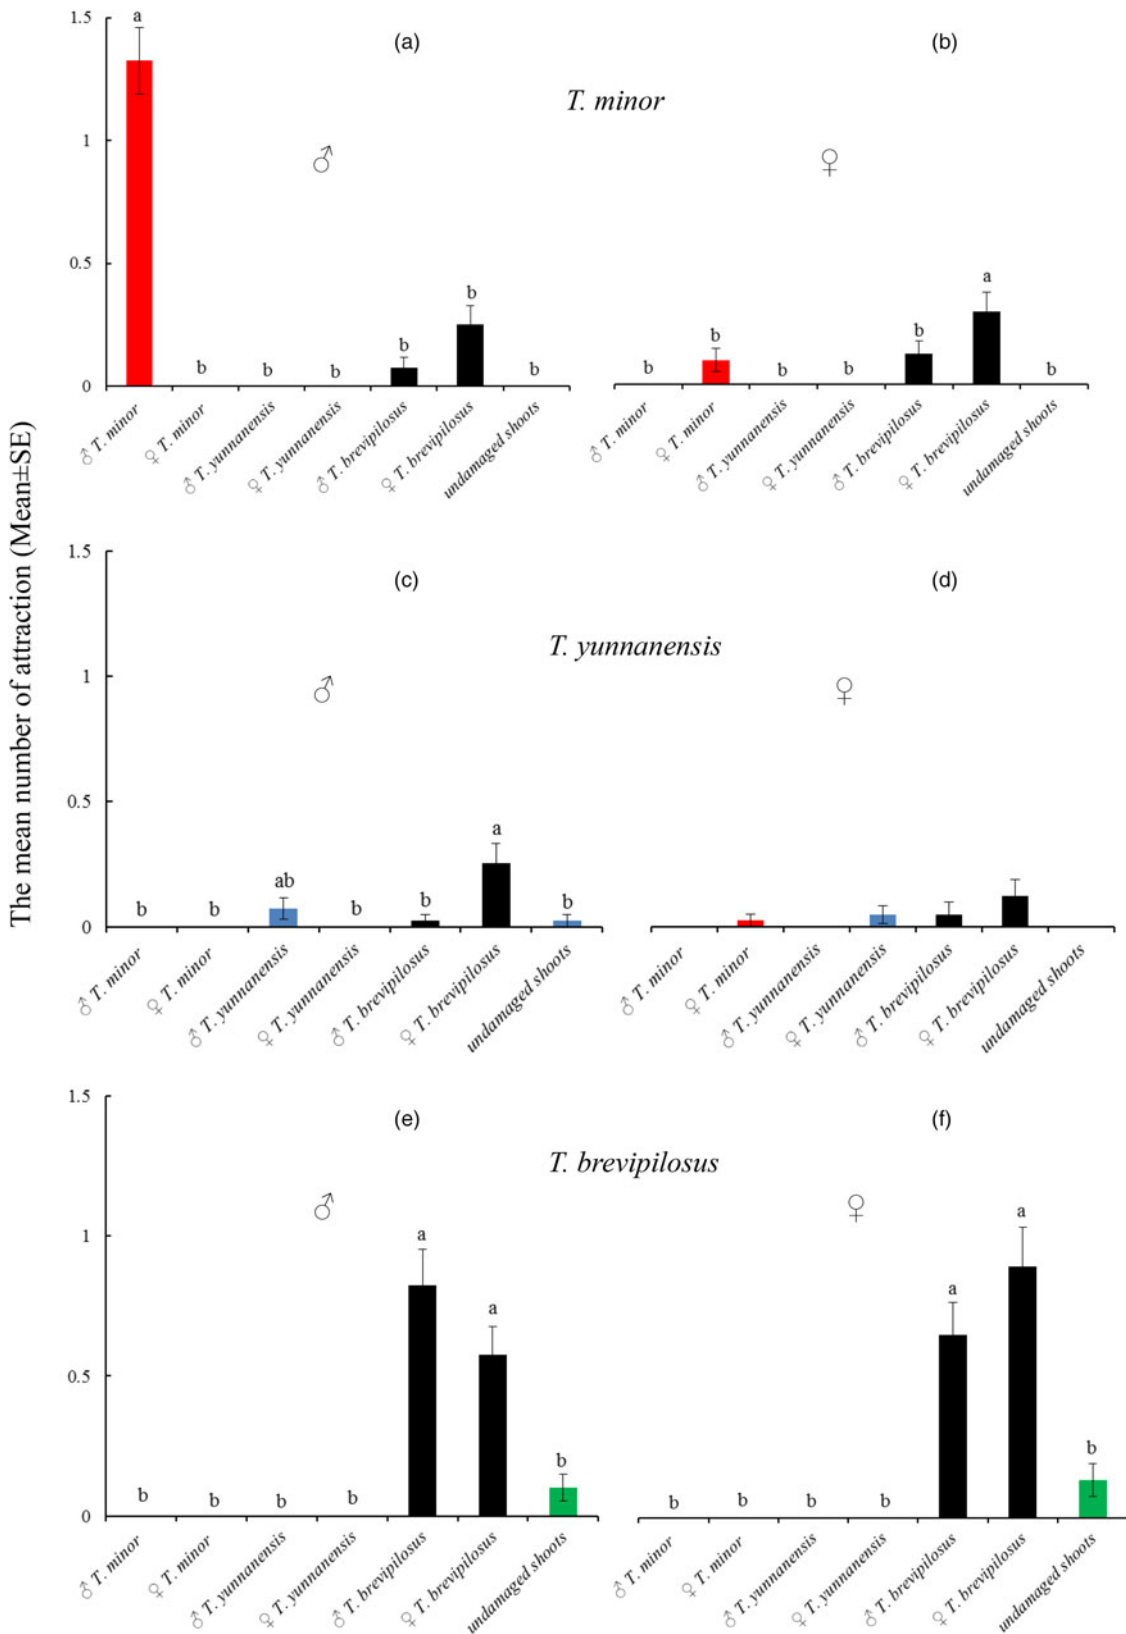 The mean number of attraction (Mean±SE)
(a)
T. minor
♂
1.5
1
0.5
0
a
b
b
b
b
b
b
♂ T. minor
♀ T. minor
♂ T. yunnanensis
♀ T. yunnanensis
♂ T. brevipilosus
♀ T. brevipilosus
undamaged shoots
(b)
♀
b
b
b
b
b
a
b
♂ T. minor
♀ T. minor
♂ T. yunnanensis
♀ T. yunnanensis
♂ T. brevipilosus
♀ T. brevipilosus
undamaged shoots
(c)
T. yunnanensis
♂
1.5
1
0.5
0
b
b
ab
b
b
a
b
♂ T. minor
♀ T. minor
♂ T. yunnanensis
♀ T. yunnanensis
♂ T. brevipilosus
♀ T. brevipilosus
undamaged shoots
(d)
♀
♂ T. minor
♀ T. minor
♂ T. yunnanensis
♀ T. yunnanensis
♂ T. brevipilosus
♀ T. brevipilosus
undamaged shoots
(e)
T. brevipilosus
♂
1.5
1
0.5
0
b
b
b
b
a
a
b
♂ T. minor
♀ T. minor
♂ T. yunnanensis
♀ T. yunnanensis
♂ T. brevipilosus
♀ T. brevipilosus
undamaged shoots
(f)
♀
b
b
b
b
a
a
b
♂ T. minor
♀ T. minor
♂ T. yunnanensis
♀ T. yunnanensis
♂ T. brevipilosus
♀ T. brevipilosus
undamaged shoots